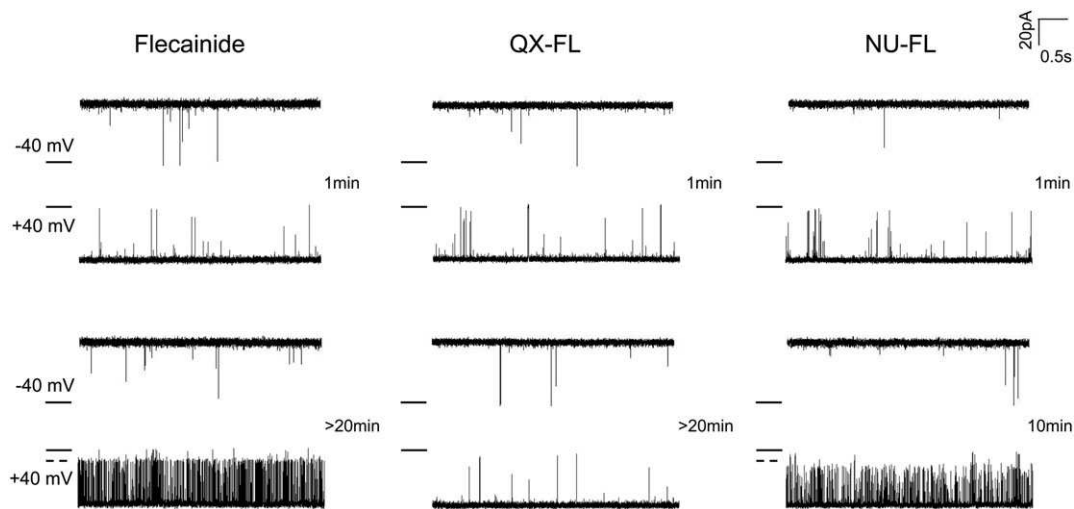 Flecainide
QX-FL
NU-FL
20pA
0.5s
-40 mV
1min
1min
1min
+40 mV
-40 mV
>20min
>20min
10min
+40 mV